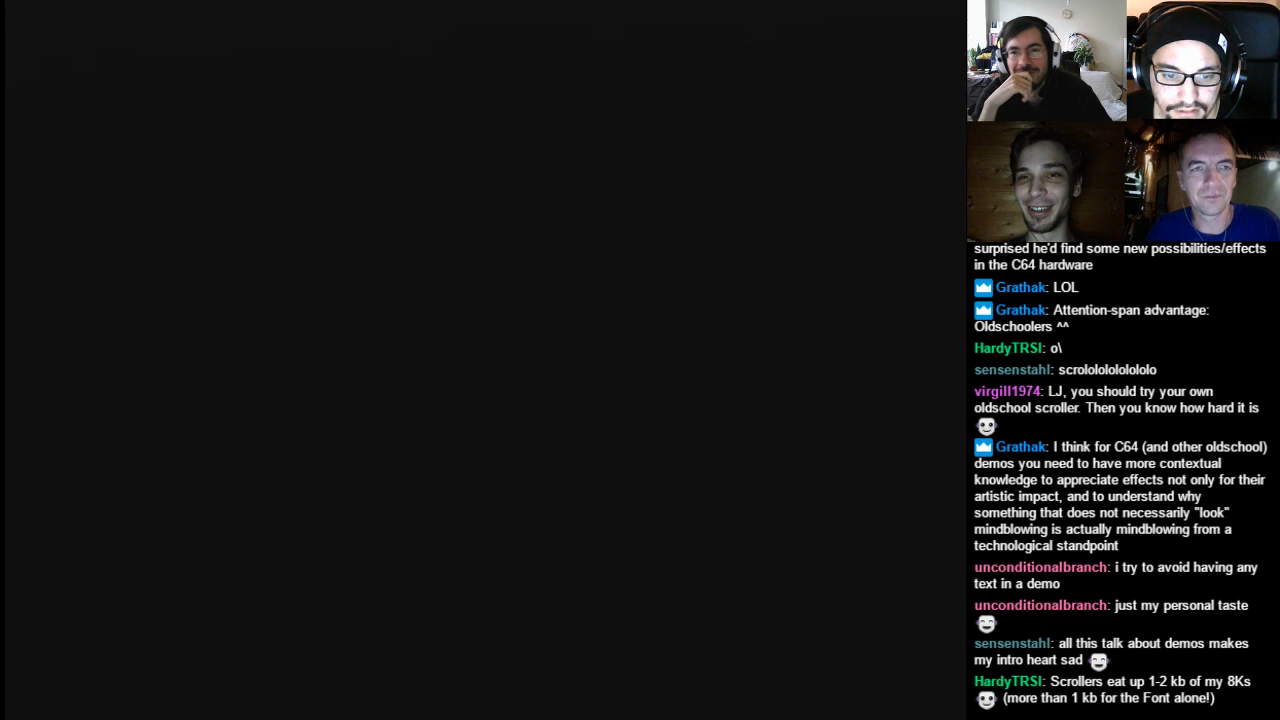 surprised he'd find some new possibilities/effects
in the C64 hardware
Grathak: LOL
Grathak: Attention-span advantage:
Oldschoolers ^^
HardyTRSI: o\
sensenstahl: scrolololololololo
virgill1974: LJ, you should try your own
oldschool scroller. Then you know how hard it is
Grathak: I think for C64 (and other oldschool)
demos you need to have more contextual
knowledge to appreciate effects not only for their
artistic impact, and to understand why
something that does not necessarily "look"
mindblowing is actually mindblowing from a
technological standpoint
unconditionalbranch: i try to avoid having any
text in a demo
unconditionalbranch: just my personal taste
sensenstahl: all this talk about demos makes
my intro heart sad
HardyTRSI: Scrollers eat up 1-2 kb of my 8Ks
(more than 1 kb for the Font alone!)